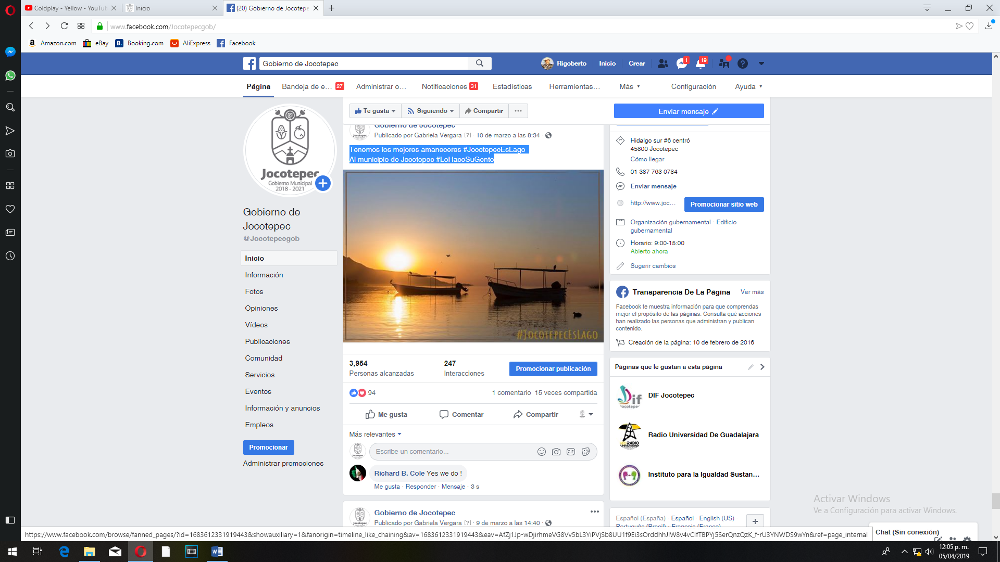 Coldplay - Yellow - YouTu
Inicio
(20) Gobierno de Jocotepe
www.facebook.com/Jocotepecgob/
Amazon.com
eBay
Booking.com
AliExpress
Facebook
Gobierno de Jocotepec
Rigoberto
Inicio
Crear
1
19
Página
Bandeja de e... 27
Administrar o...
Notificaciones 31
Estadísticas
Herramientas...
Más
Configuración
Ayuda
Jocotepec
Gobierno Municipal
2018 - 2021
Gobierno de
Jocotepec
@Jocotepecgob
Inicio
Información
Fotos
Opiniones
Vídeos
Publicaciones
Comunidad
Servicios
Eventos
Información y anuncios
Empleos
Promocionar
Administrar promociones
Te gusta
Siguiendo
Compartir
Enviar mensaje
Gobierno de Jocotepec
Publicado por Gabriela Vergara [?] · 10 de marzo a las 8:34 ·
Tenemos los mejores amaneceres #JocotepecEsLago
Al municipio de Jocotepec #LoHaceSuGente
#JocotepecEsLago
3,954
Personas alcanzadas
247
Interacciones
Promocionar publicación
94
1 comentario 15 veces compartida
Me gusta
Comentar
Compartir
Más relevantes
Escribe un comentario...
GIF
Richard B. Cole Yes we do !
Me gusta · Responder · Mensaje · 3 s
Gobierno de Jocotepec
Publicado por Gabriela Vergara [?] · 9 de marzo a las 14:40 ·
Hidalgo sur #6 centró
45800 Jocotepec
Cómo llegar
01 387 763 0784
Enviar mensaje
http://www.joc...
Promocionar sitio web
Organización gubernamental · Edificio
gubernamental
Horario: 9:00-15:00
Abierto ahora
Sugerir cambios
Transparencia De La Página
Ver más
Facebook te muestra información para que comprendas
mejor el propósito de las páginas. Consulta qué acciones
han realizado las personas que administran y publican
contenido.
Creación de la página: 10 de febrero de 2016
Páginas que le gustan a esta página
DIF Jocotepec
Radio Universidad De Guadalajara
Instituto para la Igualdad Sustan...
Español (España) · Español · English (US) ·
Português (Brasil) · Français (France) ·
Activar Windows
Ve a Configuración para activar Windows.
Chat (Sin conexión)
https://www.facebook.com/browse/fanned_pages/?id=1683612331919443&showauxiliary=1&fanorigin=timeline_like_chaining&av=1683612331919443&eav=AfZj1Jp-wDjirhmeVG8Vv5bL3YiPVjSb8UU1f9Ei3sOrddhhJlW8v4vCIfTBPYj5SerQnzQzK_f-rU3YNWDS9wYn&ref=page_internal
12:05 p. m.
05/04/2019